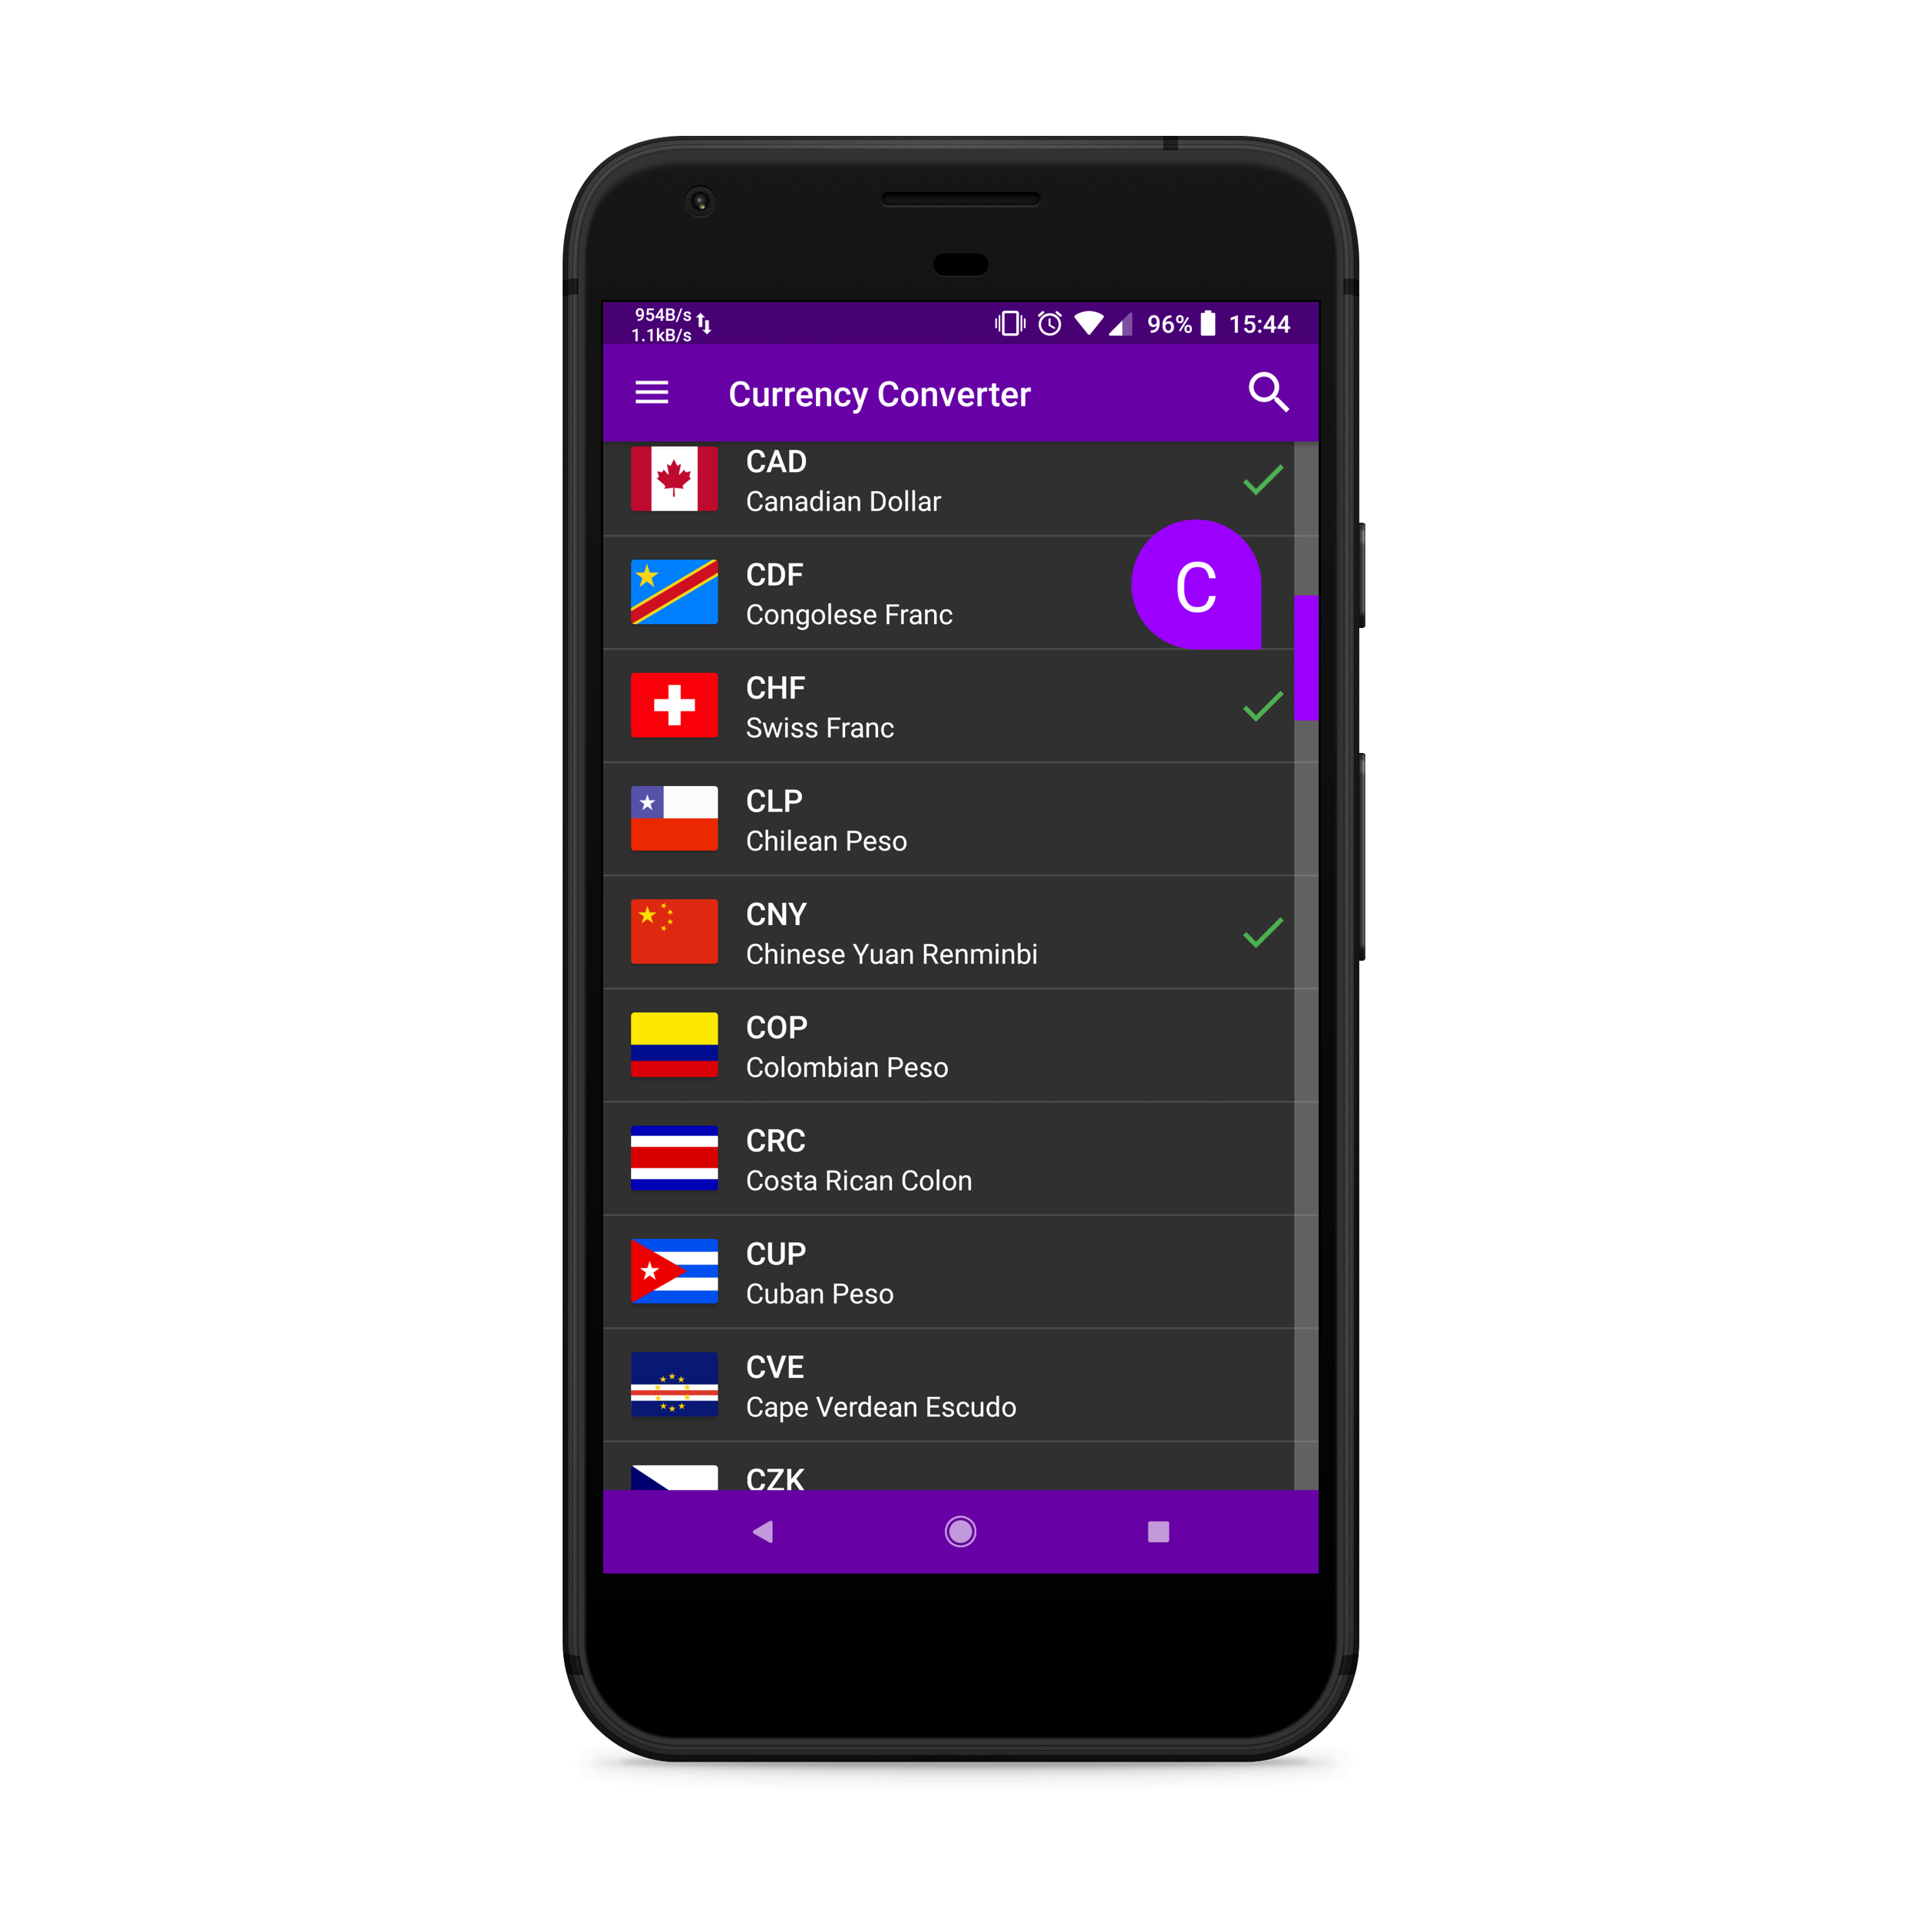 954B/s
1.1kB/s
96% 15:44
Currency Converter
CAD
Canadian Dollar
C
CDF
Congolese Franc
CHF
Swiss Franc
CLP
Chilean Peso
CNY
Chinese Yuan Renminbi
COP
Colombian Peso
CRC
Costa Rican Colon
CUP
Cuban Peso
CVE
Cape Verdean Escudo
CZK